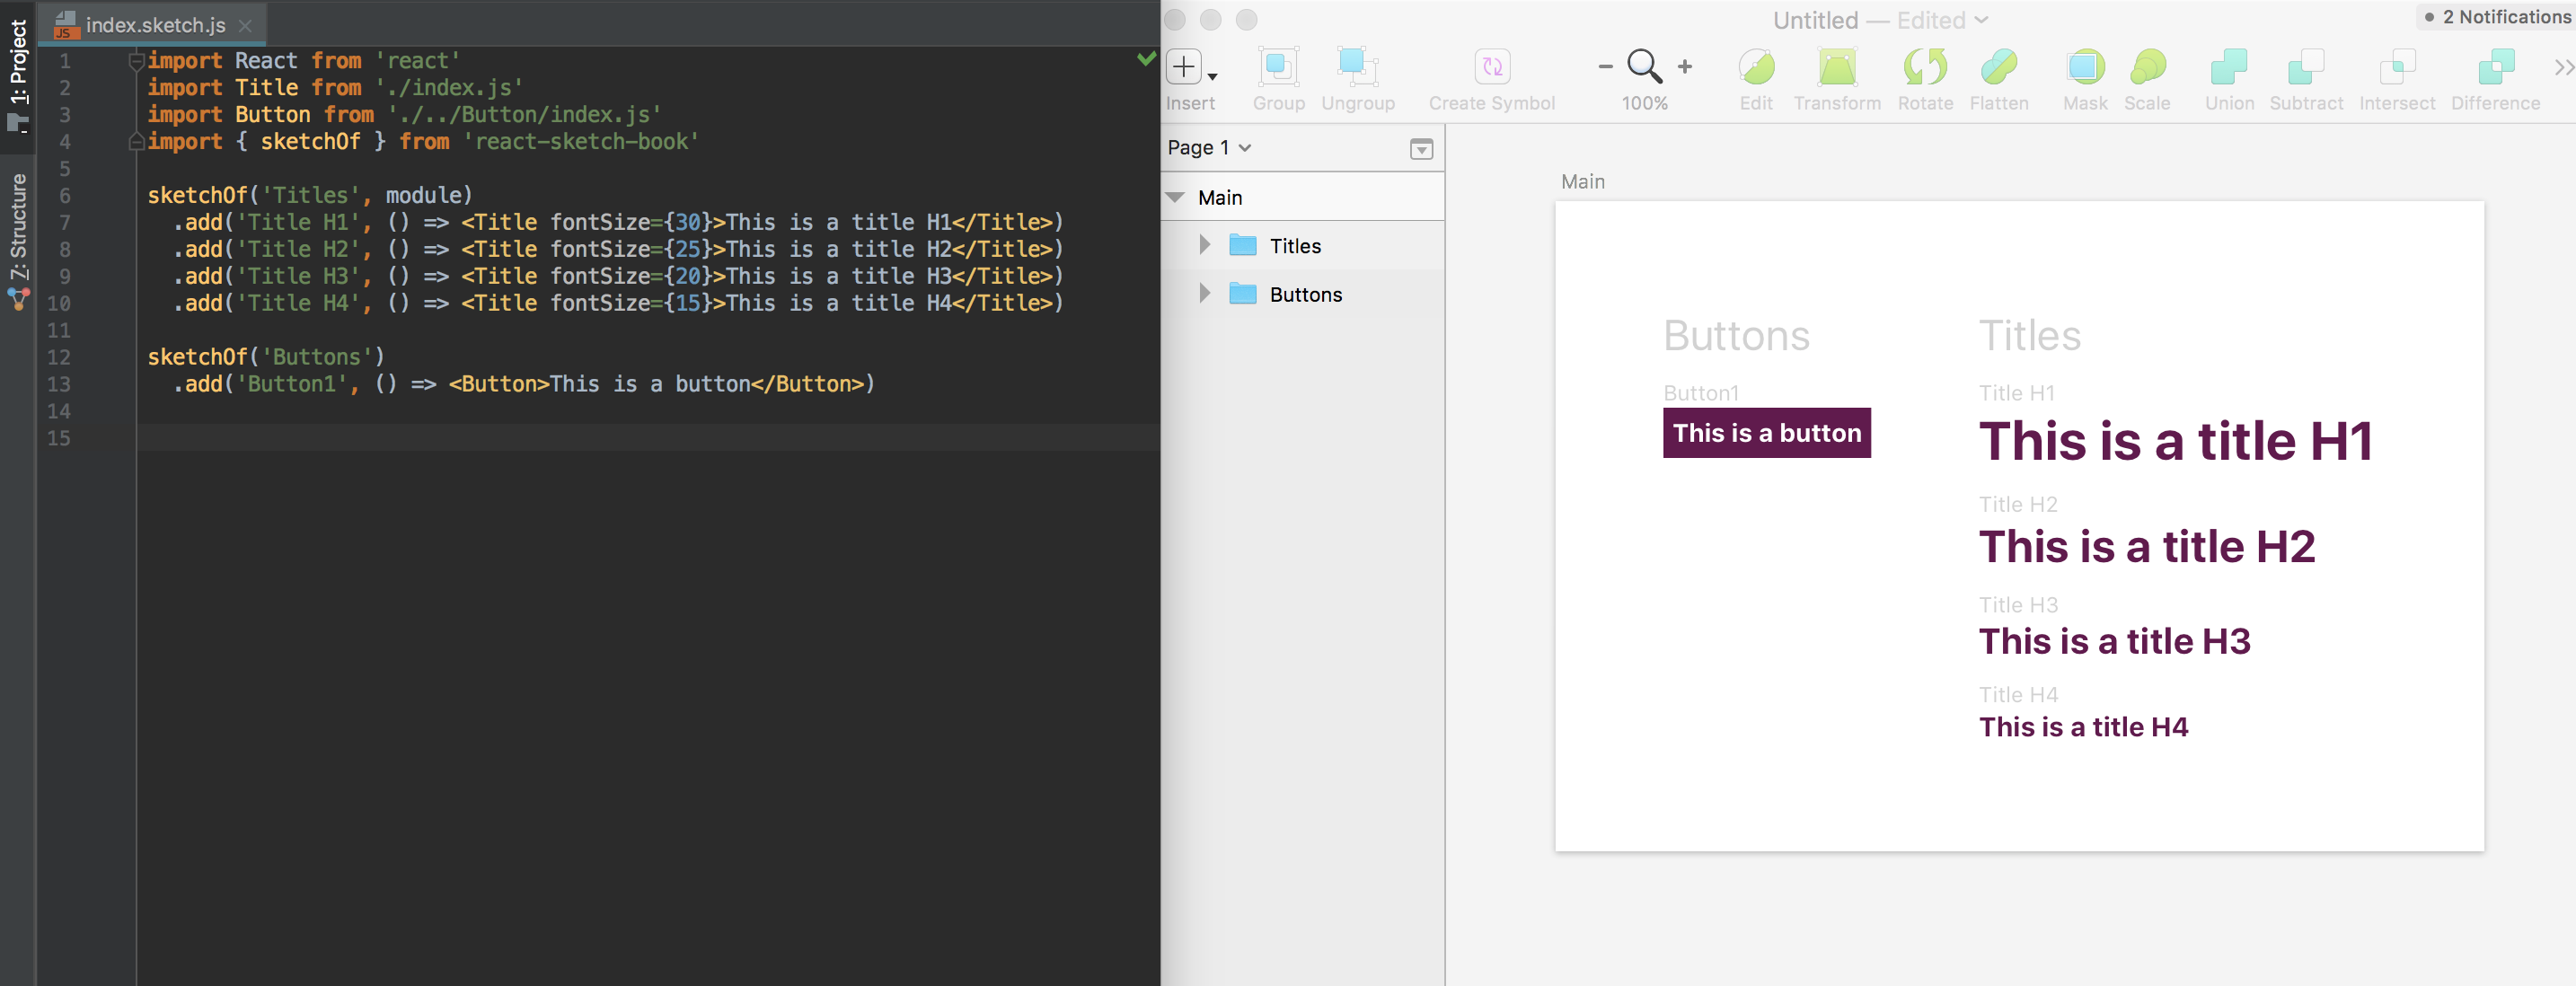 1: Project
7: Structure
index.sketch.js
JS
1 import React from 'react'
2 import Title from './index.js'
3 import Button from './../Button/index.js'
4 import { sketchOf } from 'react-sketch-book'
5
6 sketchOf('Titles', module)
7 .add('Title H1', () => <Title fontSize={30}>This is a title H1</Title>)
8 .add('Title H2', () => <Title fontSize={25}>This is a title H2</Title>)
9 .add('Title H3', () => <Title fontSize={20}>This is a title H3</Title>)
10 .add('Title H4', () => <Title fontSize={15}>This is a title H4</Title>)
11
12 sketchOf('Buttons')
13 .add('Button1', () => <Button>This is a button</Button>)
14
15
Untitled — Edited
2 Notifications
Insert
Group
Ungroup
Create Symbol
100%
Edit
Transform
Rotate
Flatten
Mask
Scale
Union
Subtract
Intersect
Difference
Page 1
Main
Titles
Buttons
Main
Buttons
Button1
This is a button
Titles
Title H1
This is a title H1
Title H2
This is a title H2
Title H3
This is a title H3
Title H4
This is a title H4